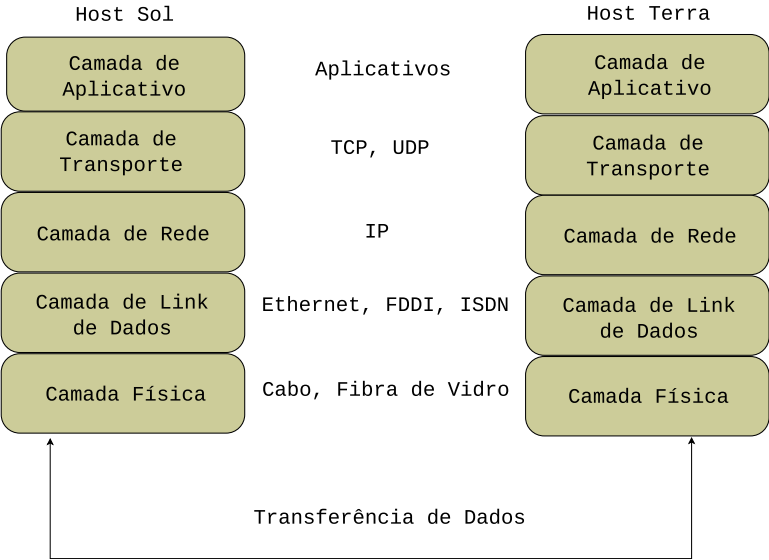 Host Sol
Host Terra
Camada de
Aplicativo
Aplicativos
Camada de
Aplicativo
Camada de
Transporte
TCP, UDP
Camada de
Transporte
Camada de Rede
IP
Camada de Rede
Camada de Link
de Dados
Ethernet, FDDI, ISDN
Camada de Link
de Dados
Camada Física
Cabo, Fibra de Vidro
Camada Física
Transferência de Dados